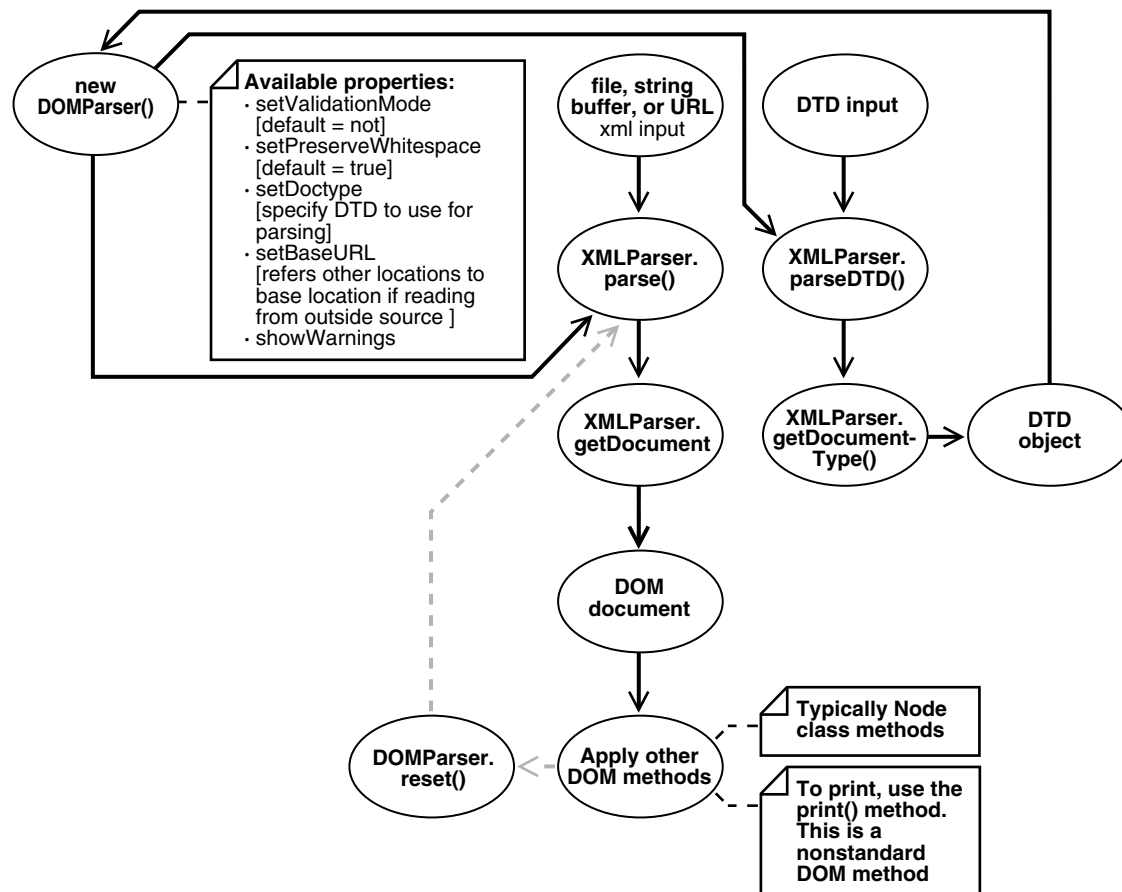 new
DOMParser()
Available properties:
· setValidationMode
[default = not]
· setPreserveWhitespace
[default = true]
· setDoctype
[specify DTD to use for
parsing]
· setBaseURL
[refers other locations to
base location if reading
from outside source ]
· showWarnings
file, string
buffer, or URL
xml input
DTD input
XMLParser.
parse()
XMLParser.
parseDTD()
XMLParser.
getDocument
XMLParser.
getDocument-
Type()
DTD
object
DOM
document
DOMParser.
reset()
Apply other
DOM methods
Typically Node
class methods
To print, use the
print() method.
This is a
nonstandard
DOM method